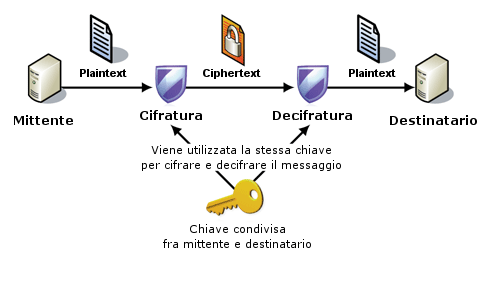 Plaintext
Ciphertext
Plaintext
Mittente
Cifratura
Decifratura
Destinatario
Viene utilizzata la stessa chiave
per cifrare e decifrare il messaggio
Chiave condivisa
fra mittente e destinatario